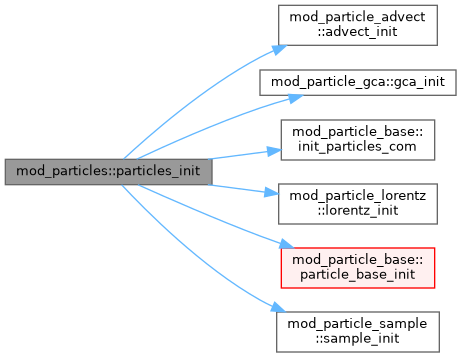 mod_particle_advect
::advect_init
mod_particle_gca::gca_init
mod_particle_base::
init_particles_com
mod_particles::particles_init
mod_particle_lorentz
::lorentz_init
mod_particle_base::
particle_base_init
mod_particle_sample
::sample_init